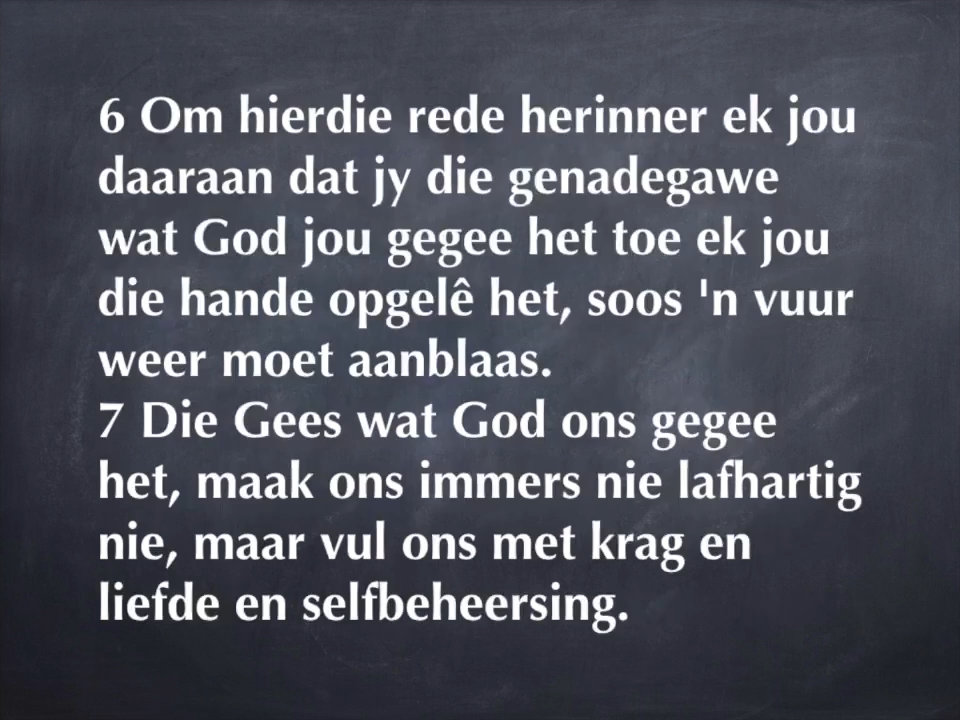 6 Om hierdie rede herinner ek jou
daaraan dat jy die genadegawe
wat God jou gegee het toe ek jou
die hande opgelê het, soos 'n vuur
weer moet aanblaas.
7 Die Gees wat God ons gegee
het, maak ons immers nie lafhartig
nie, maar vul ons met krag en
liefde en selfbeheersing.